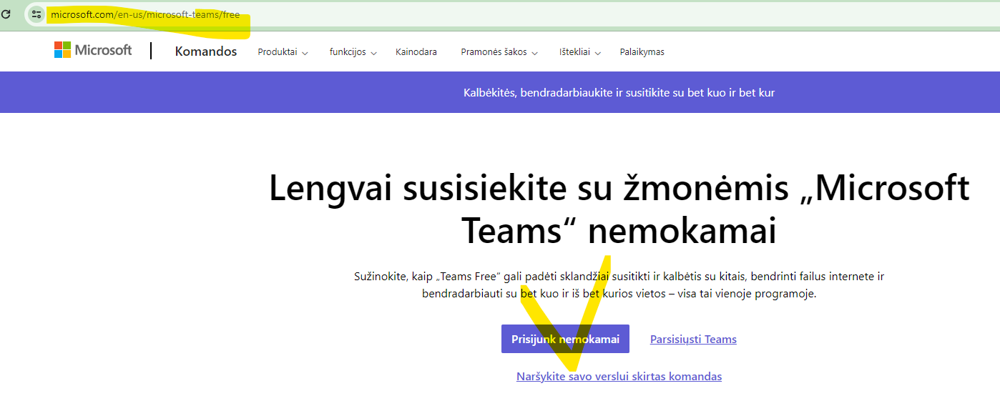 microsoft.com/en-us/microsoft-teams/free
Microsoft Komandos Produktai funkcijos Kainodara Pramonės šakos Ištekliai Palaikymas
Kalbėkitės, bendradarbiaukite ir susitikite su bet kuo ir bet kur
Lengvai susisiekite su žmonėmis „Microsoft
Teams“ nemokamai
Sužinokite, kaip „Teams Free“ gali padėti sklandžiai susitikti ir kalbėtis su kitais, bendrinti failus internete ir
bendradarbiauti su bet kuo ir iš bet kurios vietos – visa tai vienoje programoje.
Prisijunk nemokamai Parsisiųsti Teams
Naršykite savo verslui skirtas komandas